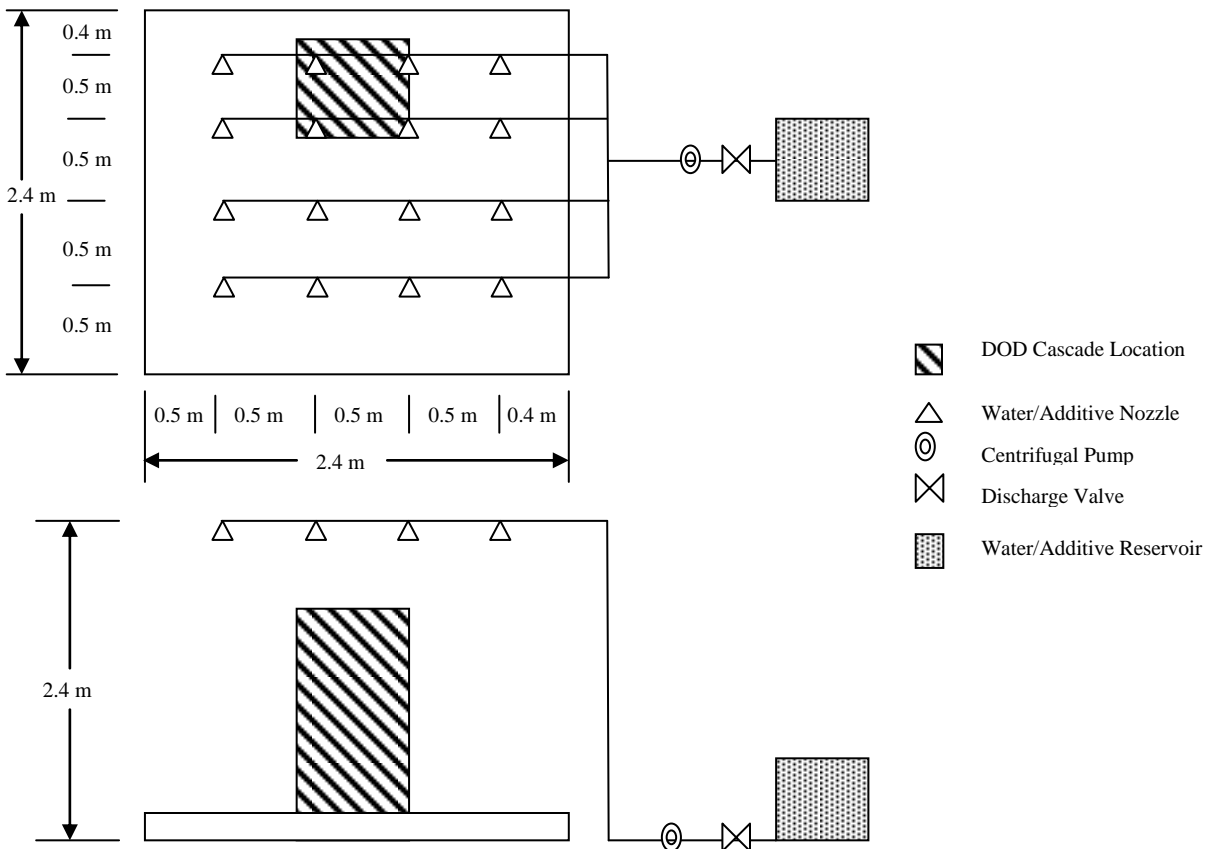 0.4 m
0.5 m
0.5 m
2.4 m
0.5 m
0.5 m
0.5 m 0.5 m 0.5 m 0.5 m 0.4 m
2.4 m
DOD Cascade Location
Water/Additive Nozzle
Centrifugal Pump
Discharge Valve
Water/Additive Reservoir
2.4 m